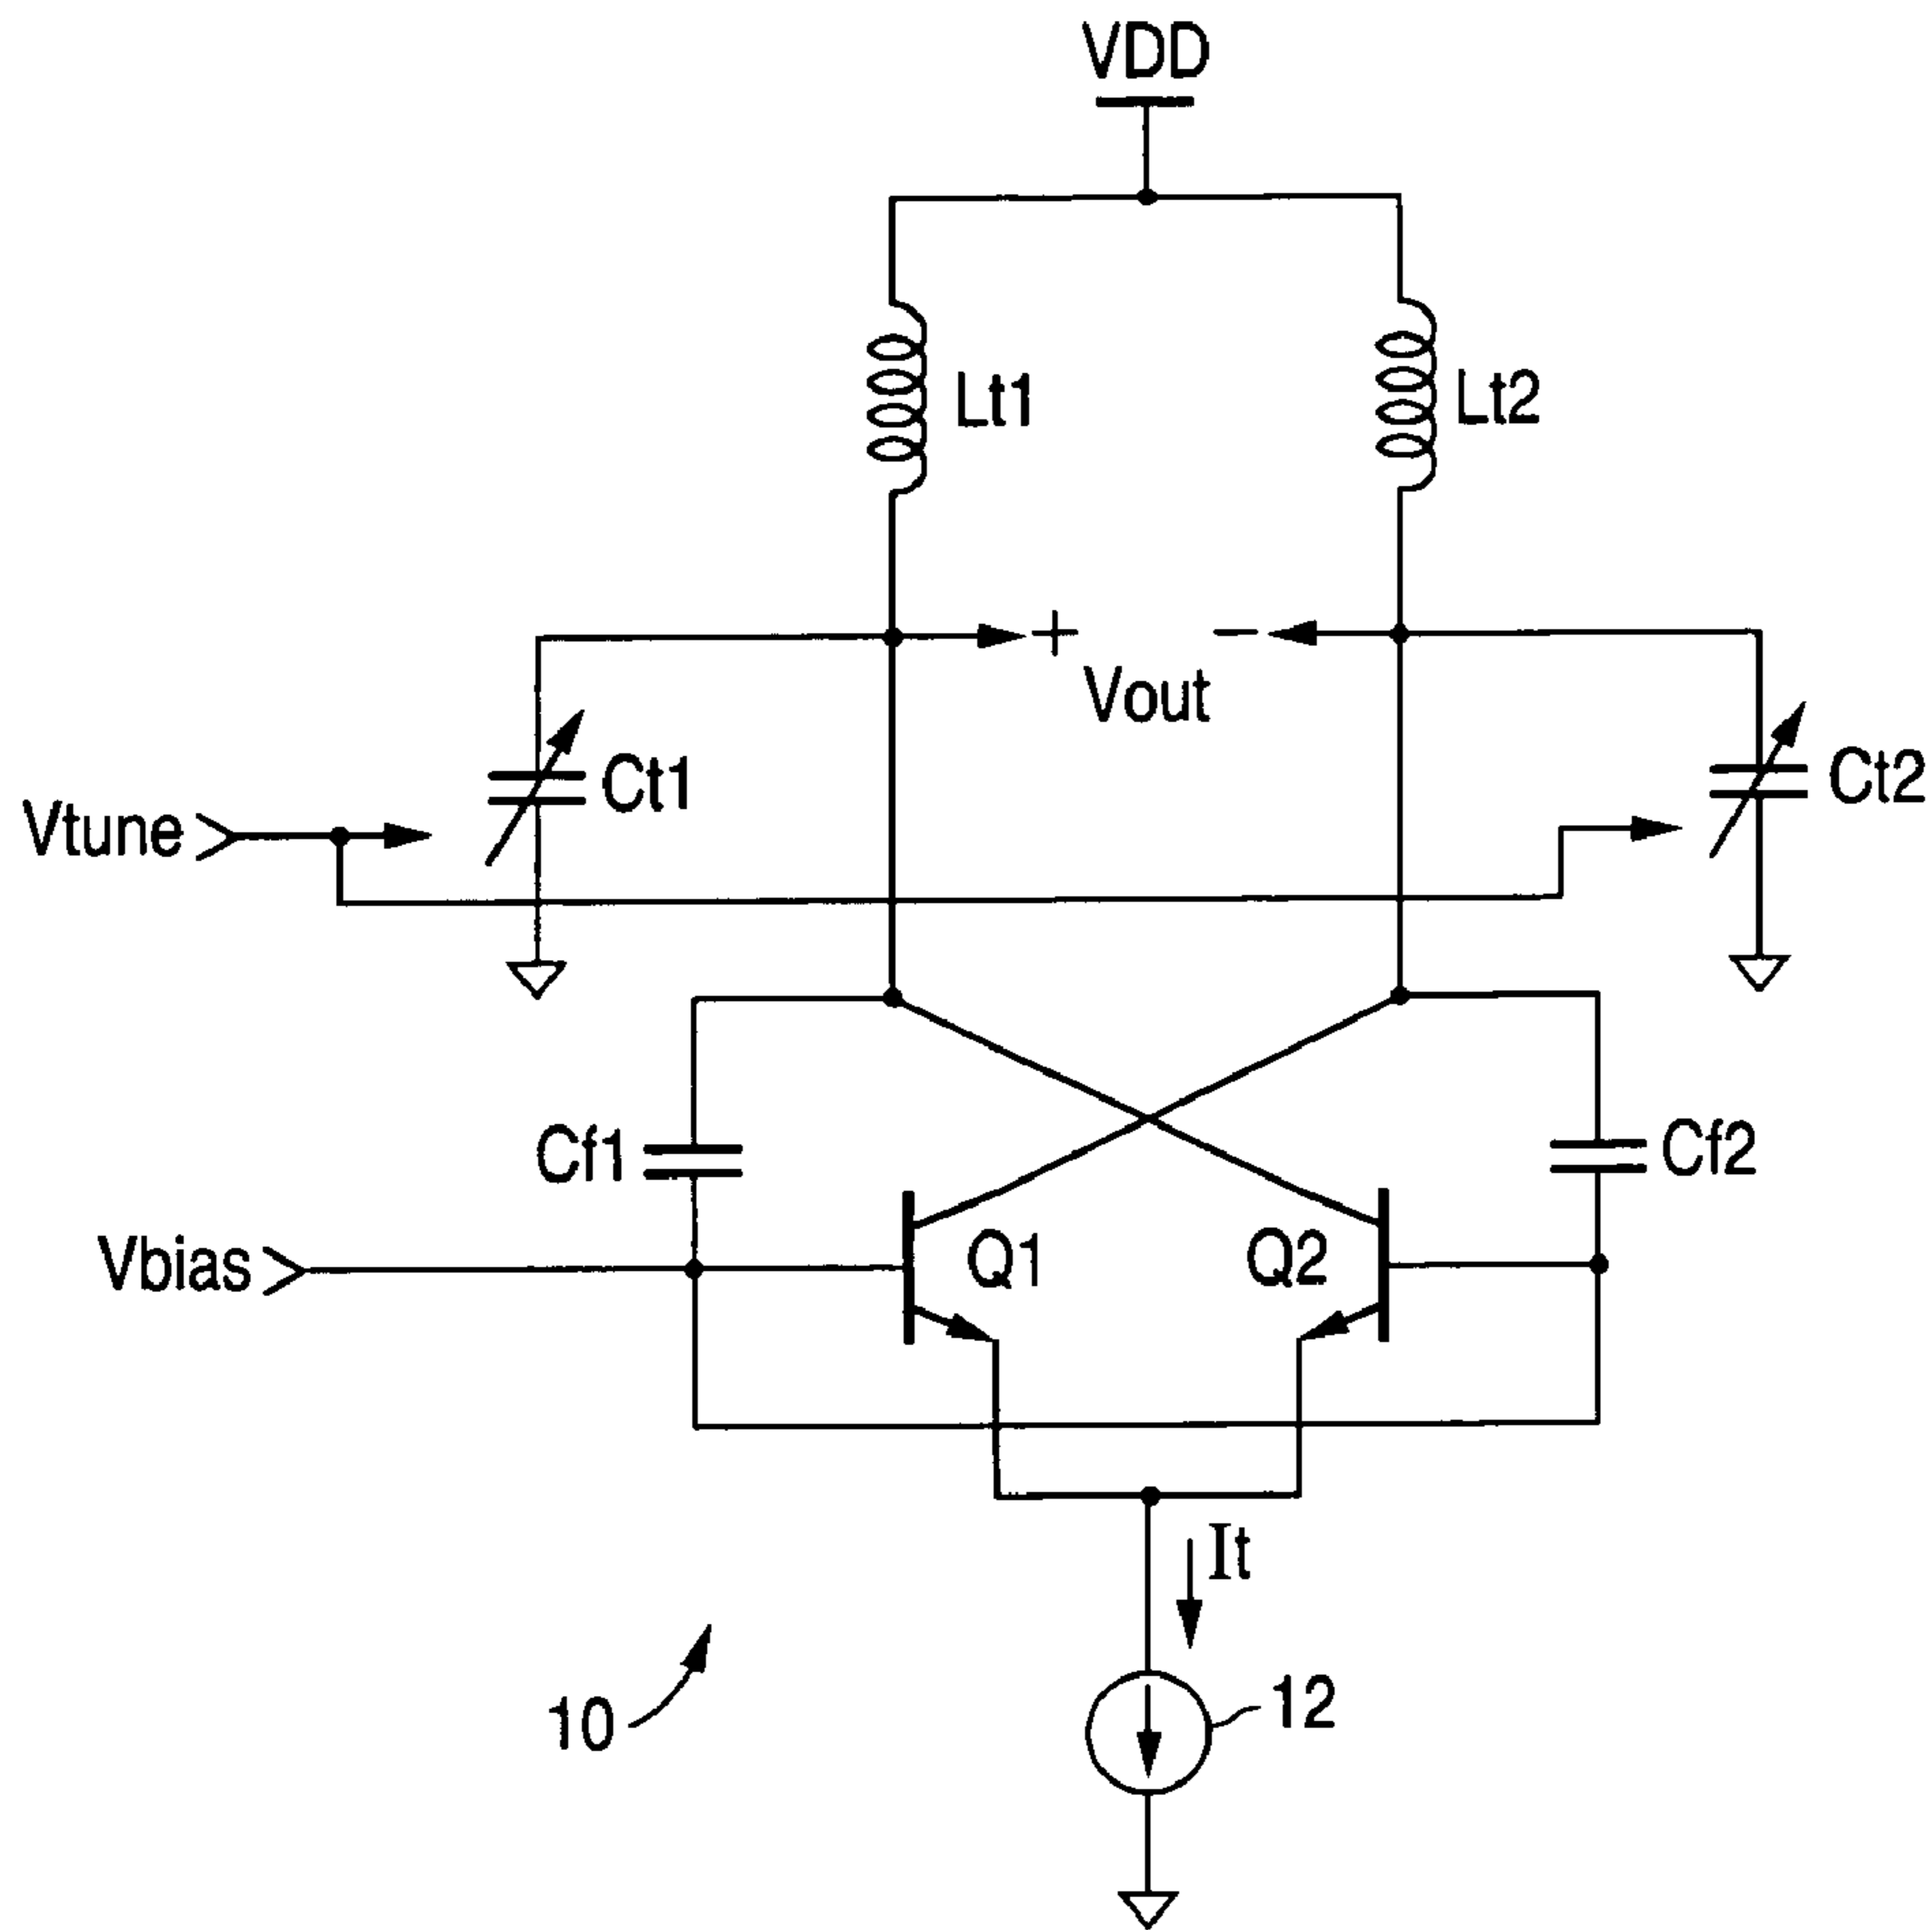 VDD
Lt1
Lt2
+
−
Vout
Ct1
Ct2
Vtune
Cf1
Cf2
Vbias
Q1
Q2
It
10
12